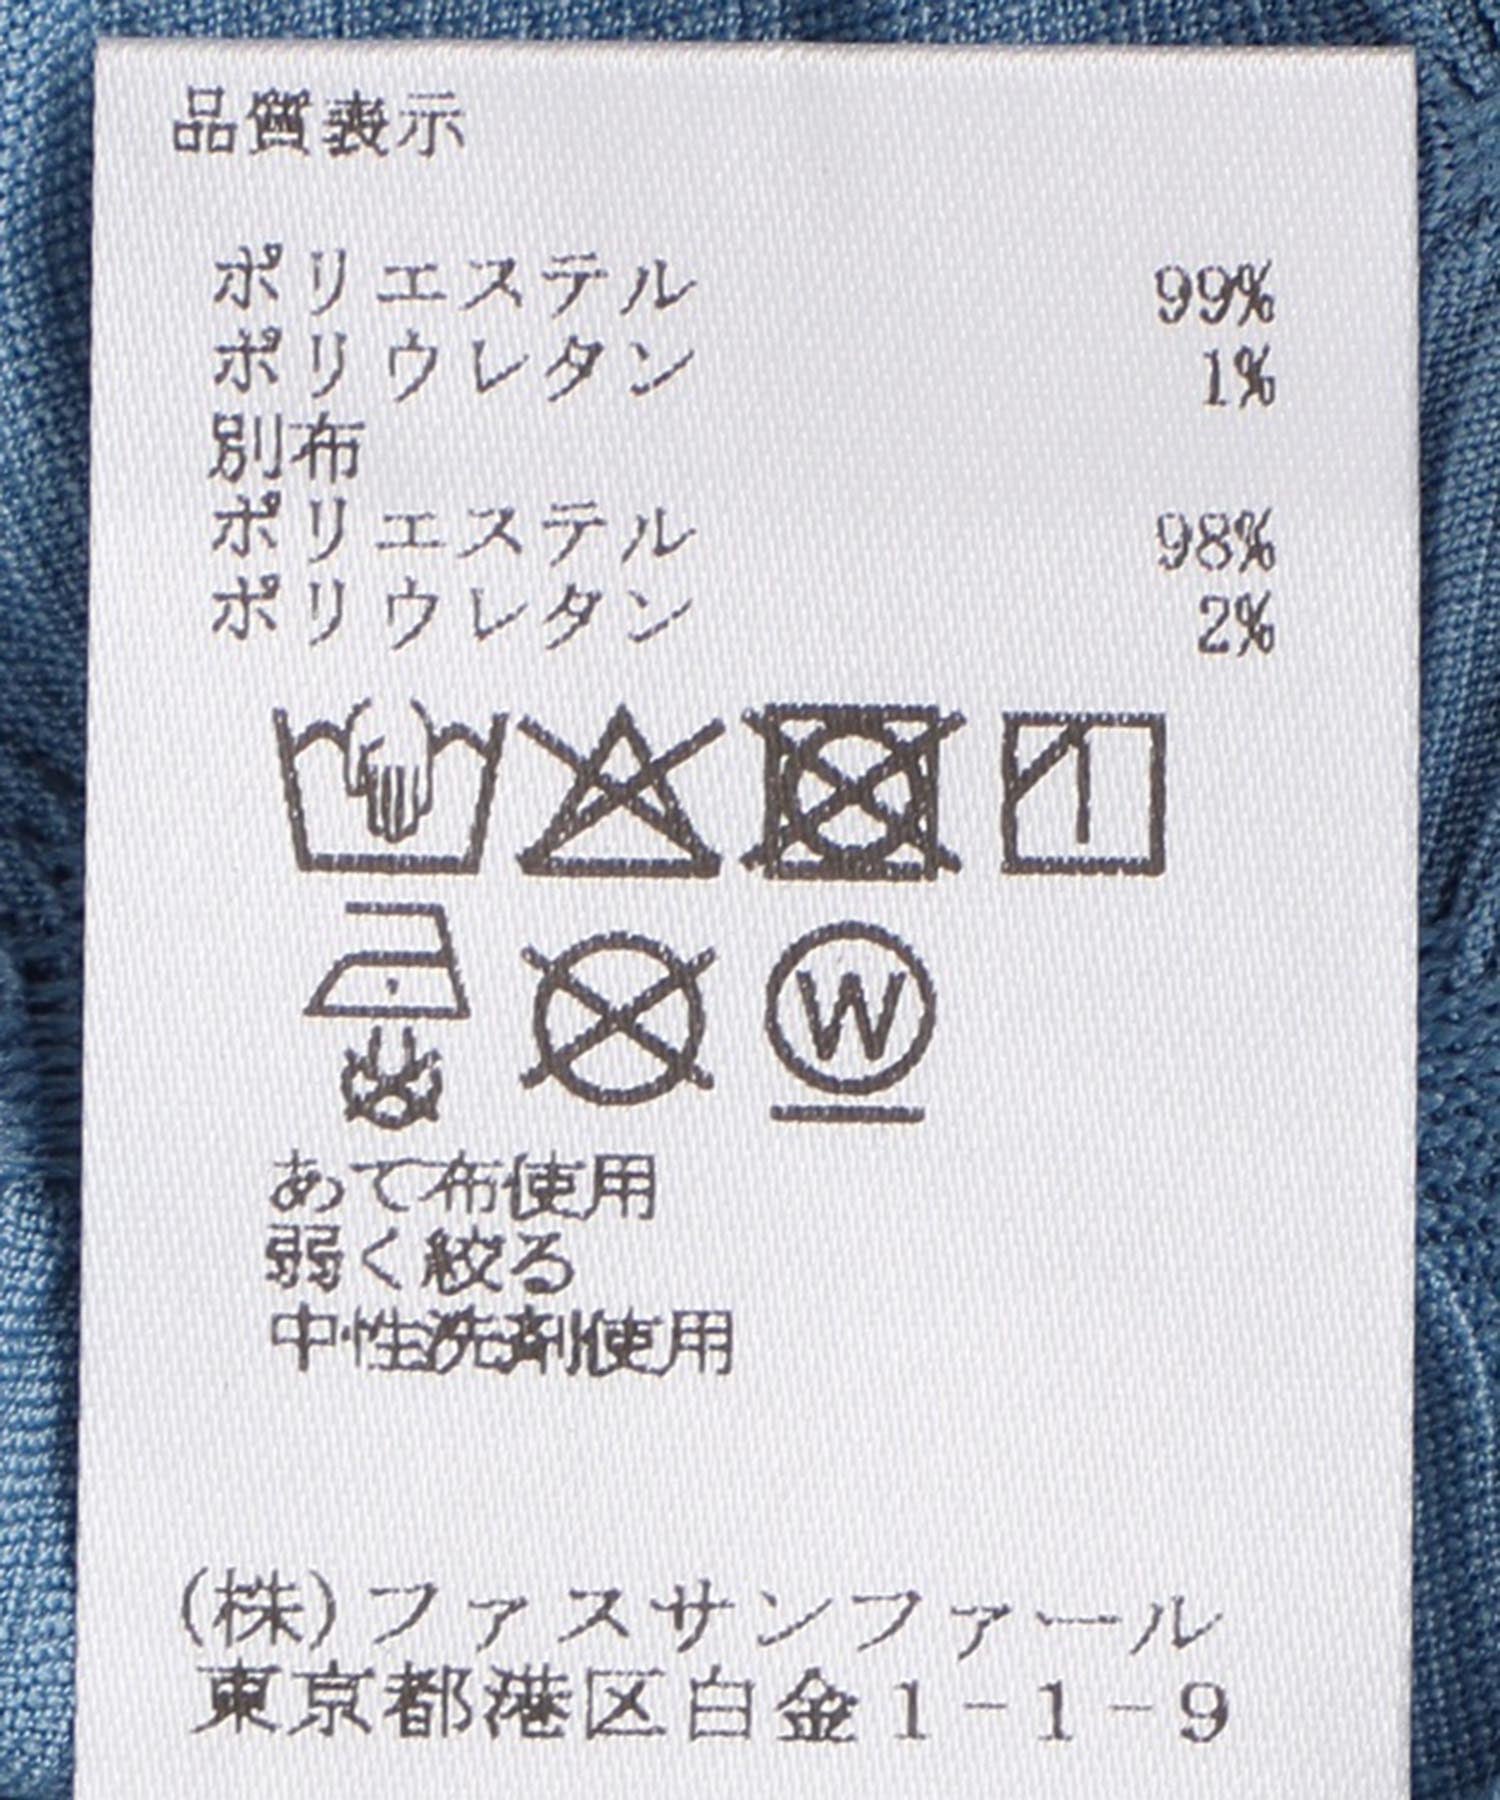 品質表示
ポリエステル 99%
ポリウレタン 1%
別布
ポリエステル 98%
ポリウレタン 2%
W
あて布使用
弱く絞る
中性洗剤使用
(株)ファスサンファール
東京都港区白金1-1-9